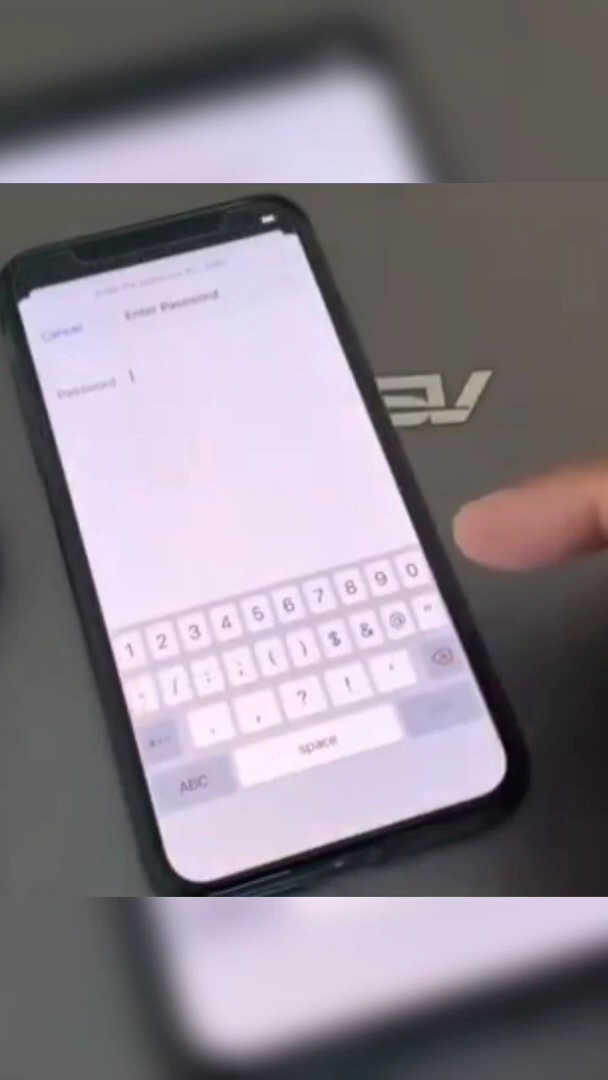 Enter Password
Cancel
Password
1 2 3 4 5 6 7 8 9 0
- / : ; ( ) $ & @ "
. , ? ! '
ABC
space